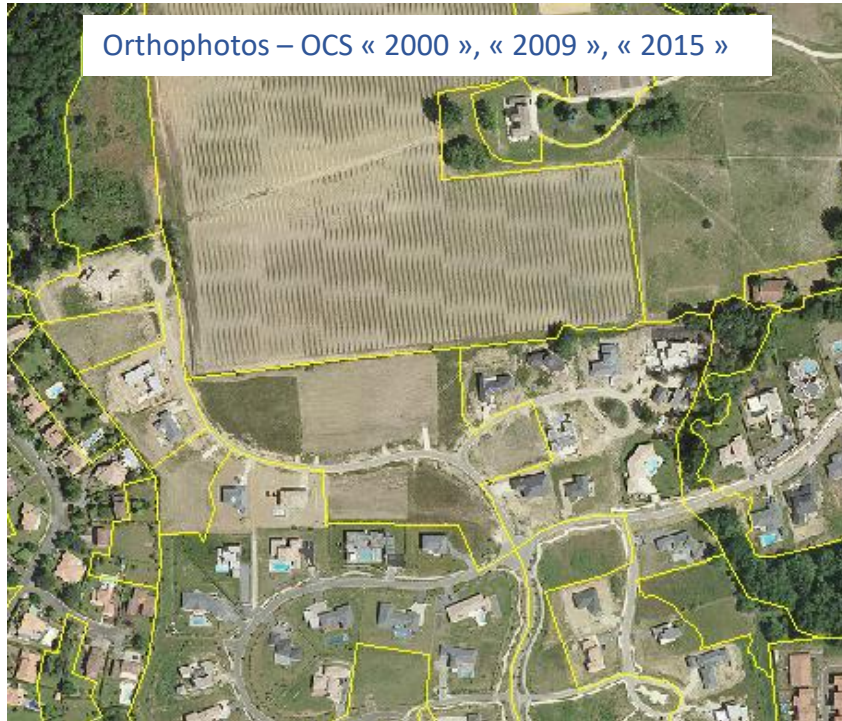 Orthophotos – OCS « 2000 », « 2009 », « 2015 »